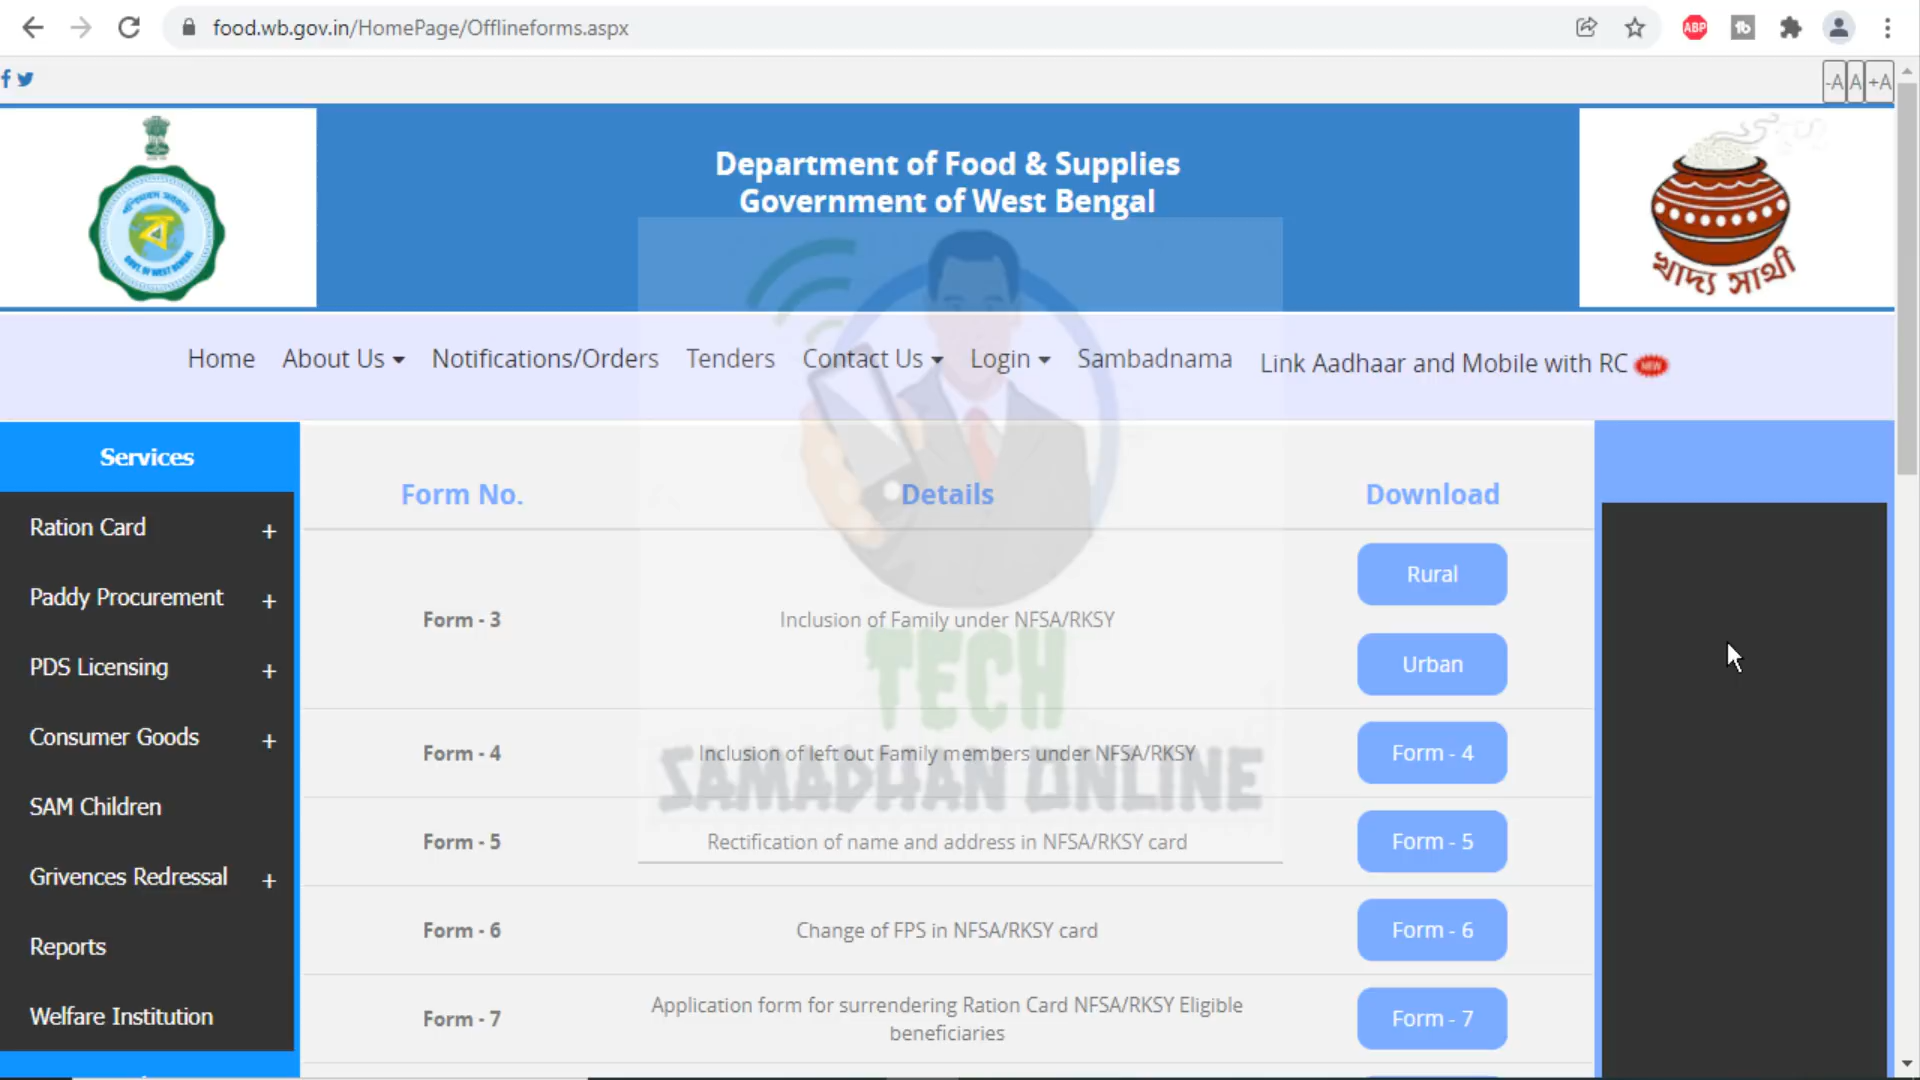 food.wb.gov.in/HomePage/Offlineforms.aspx
ABP
-A A +A
Department of Food & Supplies
Government of West Bengal
ব
GOVT. OF WEST BENGAL
খাদ্য সাথী
Home
About Us
Notifications/Orders
Tenders
Contact Us
Login
Sambadnama
Link Aadhaar and Mobile with RC
NEW
Services
Ration Card +
Paddy Procurement +
PDS Licensing +
Consumer Goods +
SAM Children
Grivences Redressal +
Reports
Welfare Institution
Form No. Details Download
Form - 3 Inclusion of Family under NFSA/RKSY Rural
Urban
Form - 4 Inclusion of left out Family members under NFSA/RKSY Form - 4
Form - 5 Rectification of name and address in NFSA/RKSY card Form - 5
Form - 6 Change of FPS in NFSA/RKSY card Form - 6
Form - 7 Application form for surrendering Ration Card NFSA/RKSY Eligible
beneficiaries Form - 7
TECH
SAMADHAN ONLINE